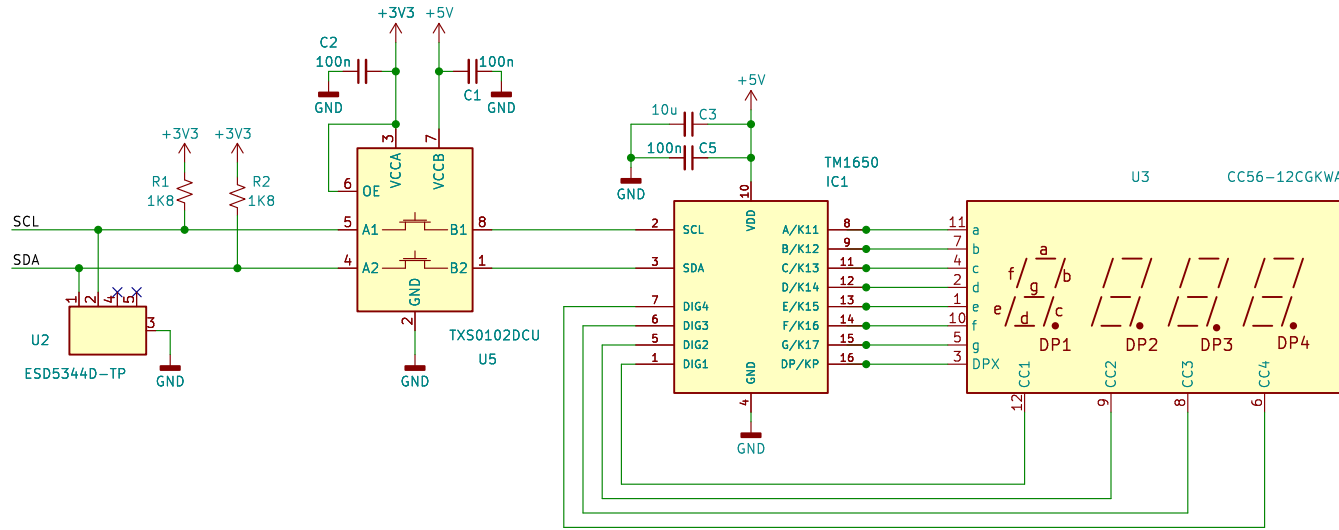 +3V3 +5V
C2
100n 100n
C1
GND GND
+3V3 +3V3
R1 R2
1K8 1K8
SCL
SDA
1 2 4 5
3
U2
ESD5344D-TP
GND
3 7
VCCA VCCB
6 OE
5 A1 B1 8
4 A2 B2 1
GND
2
TXS0102DCU
U5
GND
+5V
10u C3
100n C5
GND
TM1650
IC1
10
VDD
2 SCL A/K11 8
B/K12 9
3 SDA C/K13 11
D/K14 12
7 DIG4 E/K15 13
6 DIG3 F/K16 14
5 DIG2 G/K17 15
1 DIG1 DP/KP 16
GND
4
GND
U3 CC56-12CGKWA
11 a
7 b
4 c
2 d
1 e
10 f
5 g
3 DPX
a
f b
g
e c
d
DP1 DP2 DP3 DP4
CC1 CC2 CC3 CC4
12 9 8 6